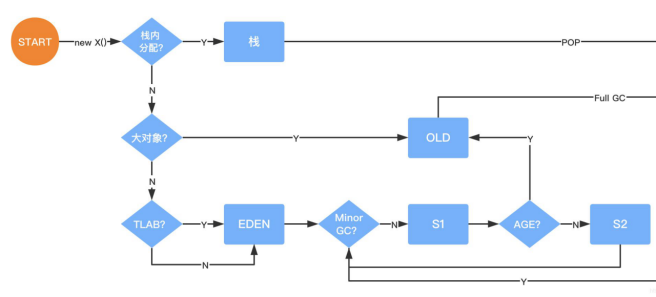 START
new X()
栈内
分配?
Y
栈
POP
N
Full GC
大对象?
Y
OLD
Y
N
TLAB?
Y
EDEN
Minor
GC?
N
S1
AGE?
N
S2
N
Y